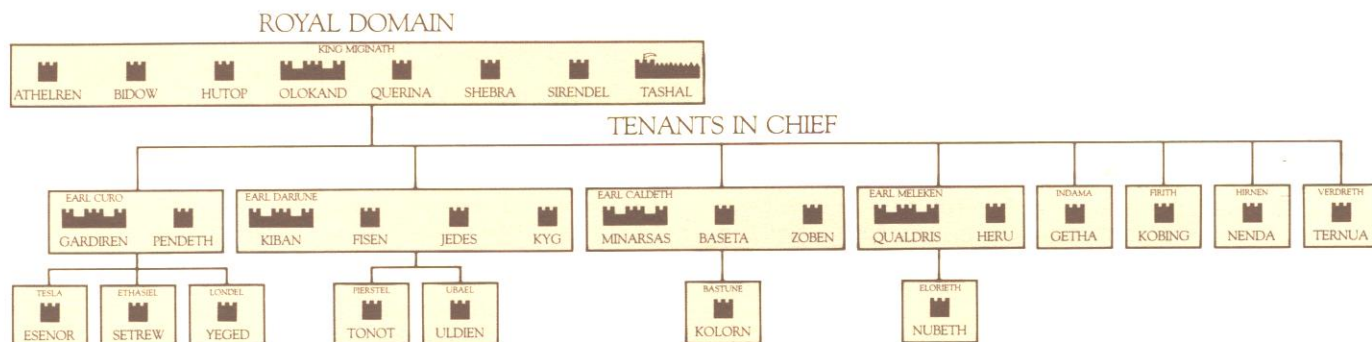 ROYAL DOMAIN
KING MIGINATH
ATHELREN BIDOW HUTOP OLOKAND QUERINA SHEBRA SIRENDEL TASHAL
TENANTS IN CHIEF
EARL CURO
GARDIREN PENDETH
EARL DARIUNE
KIBAN FISEN JEDES KYG
EARL CALDETH
MINARSAS BASETA ZOBEN
EARL MELEKEN
QUALDRIS HERU
INDAMA
GETHA
FIRITH
KOBING
HIRNEN
NENDA
VERDRETH
TERNUA
TESLA
ESENOR
ETHASIEL
SETREW
LONDEL
YEGED
PIERSTEL
TONOT
UBAEL
ULDIEN
BASTUNE
KOLORN
ELORIETH
NUBETH